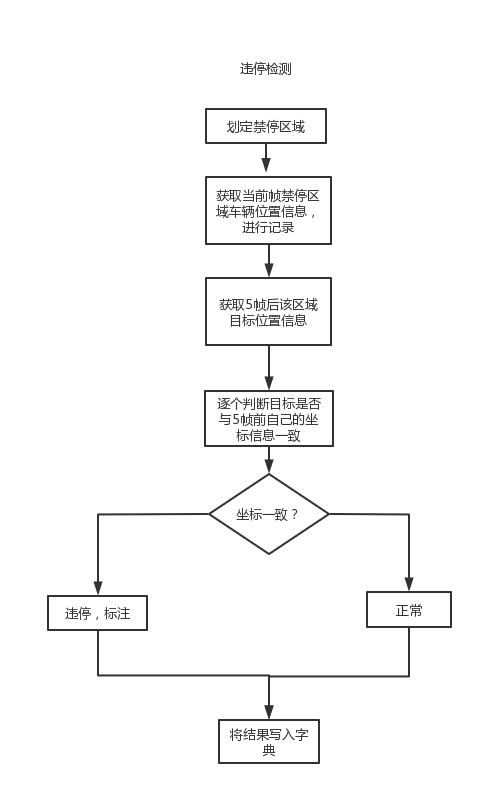 违停检测
划定禁停区域
获取当前帧禁停区
域车辆位置信息，
进行记录
获取5帧后该区域
目标位置信息
逐个判断目标是否
与5帧前自己的坐
标信息一致
坐标一致？
违停，标注
正常
将结果写入字
典